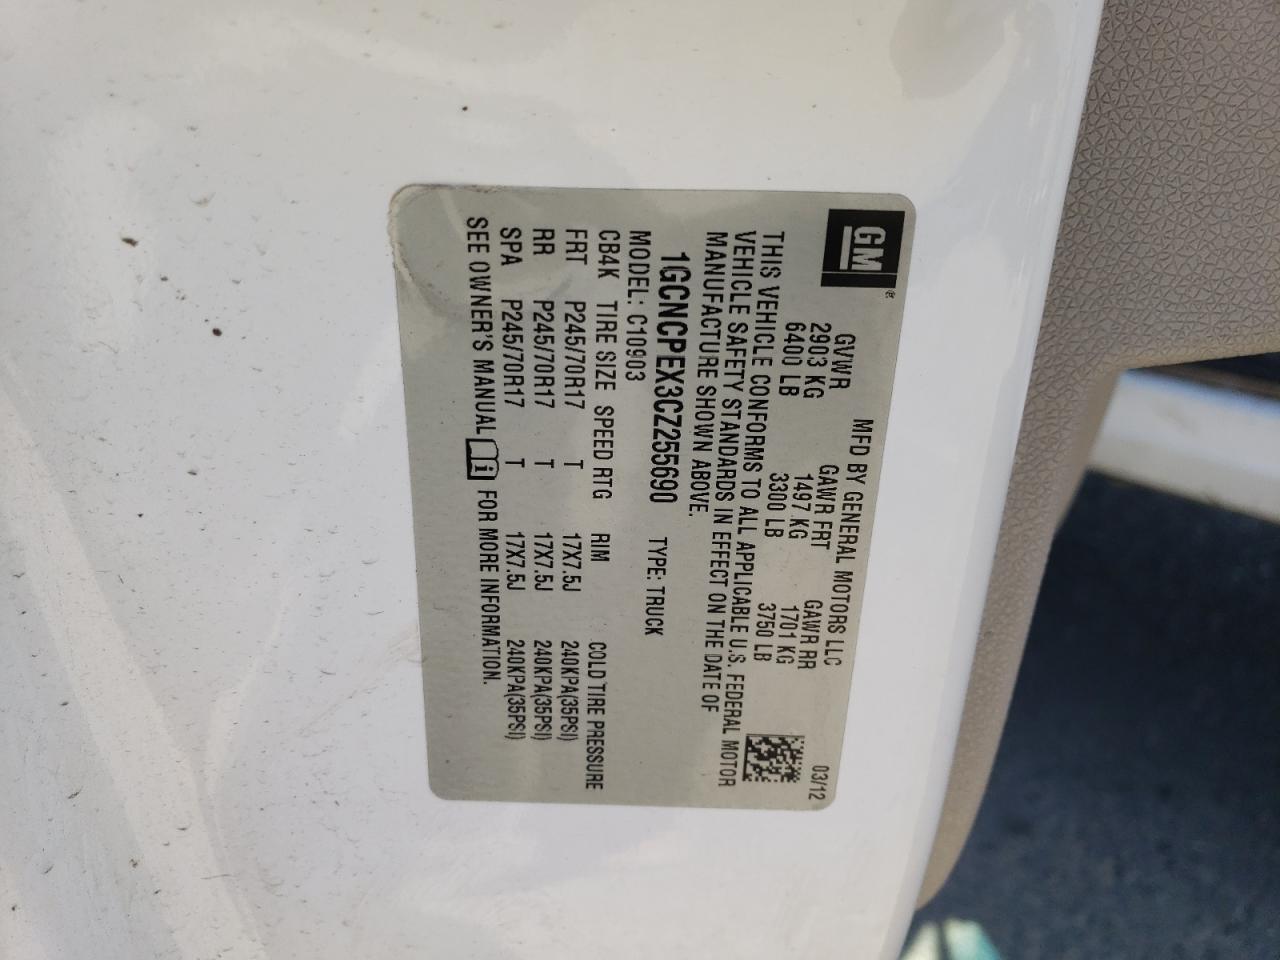 GM®
MFD BY GENERAL MOTORS LLC 03/12
GVWR GAWR FRT GAWR RR
2903 KG 1497 KG 1701 KG
6400 LB 3300 LB 3750 LB
THIS VEHICLE CONFORMS TO ALL APPLICABLE U.S. FEDERAL MOTOR
VEHICLE SAFETY STANDARDS IN EFFECT ON THE DATE OF
MANUFACTURE SHOWN ABOVE.
1GCNCPEX3CZ255690 TYPE: TRUCK
MODEL: C10903
CB4K TIRE SIZE SPEED RTG RIM COLD TIRE PRESSURE
FRT P245/70R17 T 17X7.5J 240KPA(35PSI)
RR P245/70R17 T 17X7.5J 240KPA(35PSI)
SPA P245/70R17 T 17X7.5J 240KPA(35PSI)
SEE OWNER'S MANUAL i FOR MORE INFORMATION.